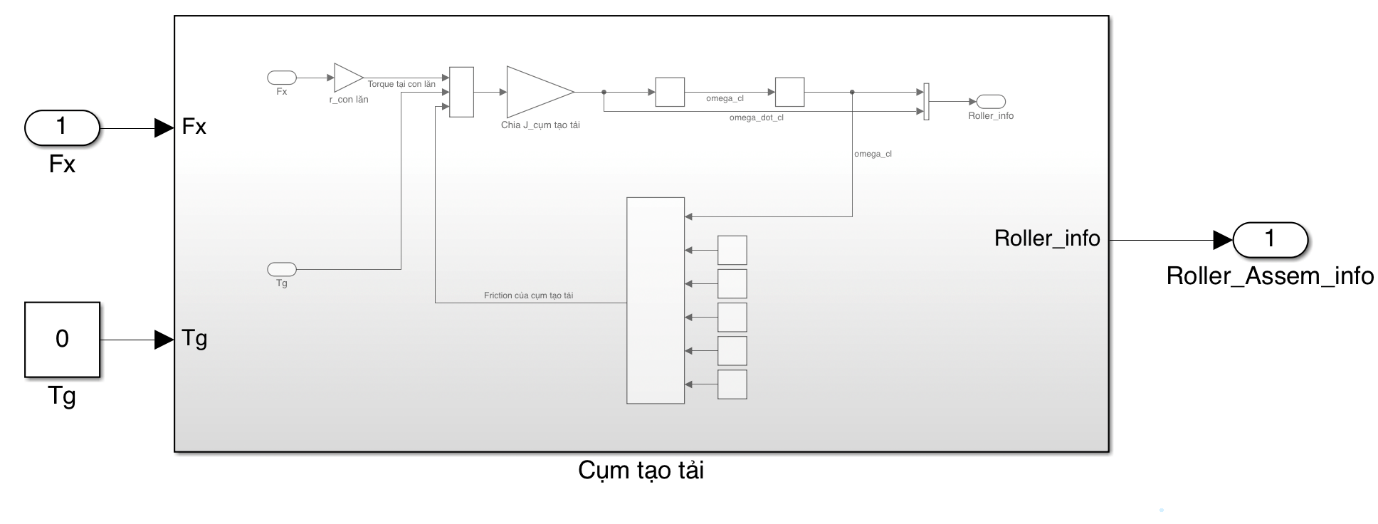 Fx
r_con lăn
Torque tại con lăn
Chia J_cụm tạo tải
omega_cl
omega_dot_cl
Roller_info
omega_cl
1
Fx
Fx
Roller_info
1
Roller_Assem_info
Tg
Friction của cụm tạo tải
0
Tg
Tg
Cụm tạo tải